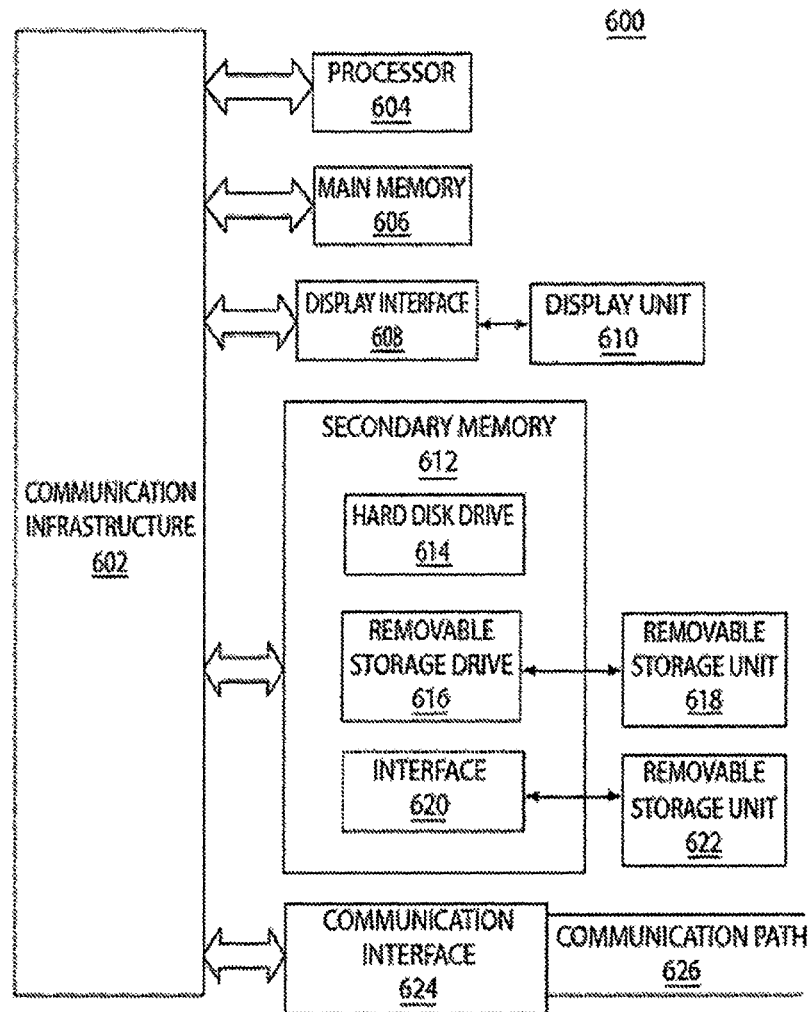 600
PROCESSOR
604
MAIN MEMORY
606
DISPLAY INTERFACE
608
DISPLAY UNIT
610
SECONDARY MEMORY
612
HARD DISK DRIVE
614
COMMUNICATION
INFRASTRUCTURE
602
REMOVABLE
STORAGE DRIVE
616
REMOVABLE
STORAGE UNIT
618
INTERFACE
620
REMOVABLE
STORAGE UNIT
622
COMMUNICATION
INTERFACE
624
COMMUNICATION PATH
626